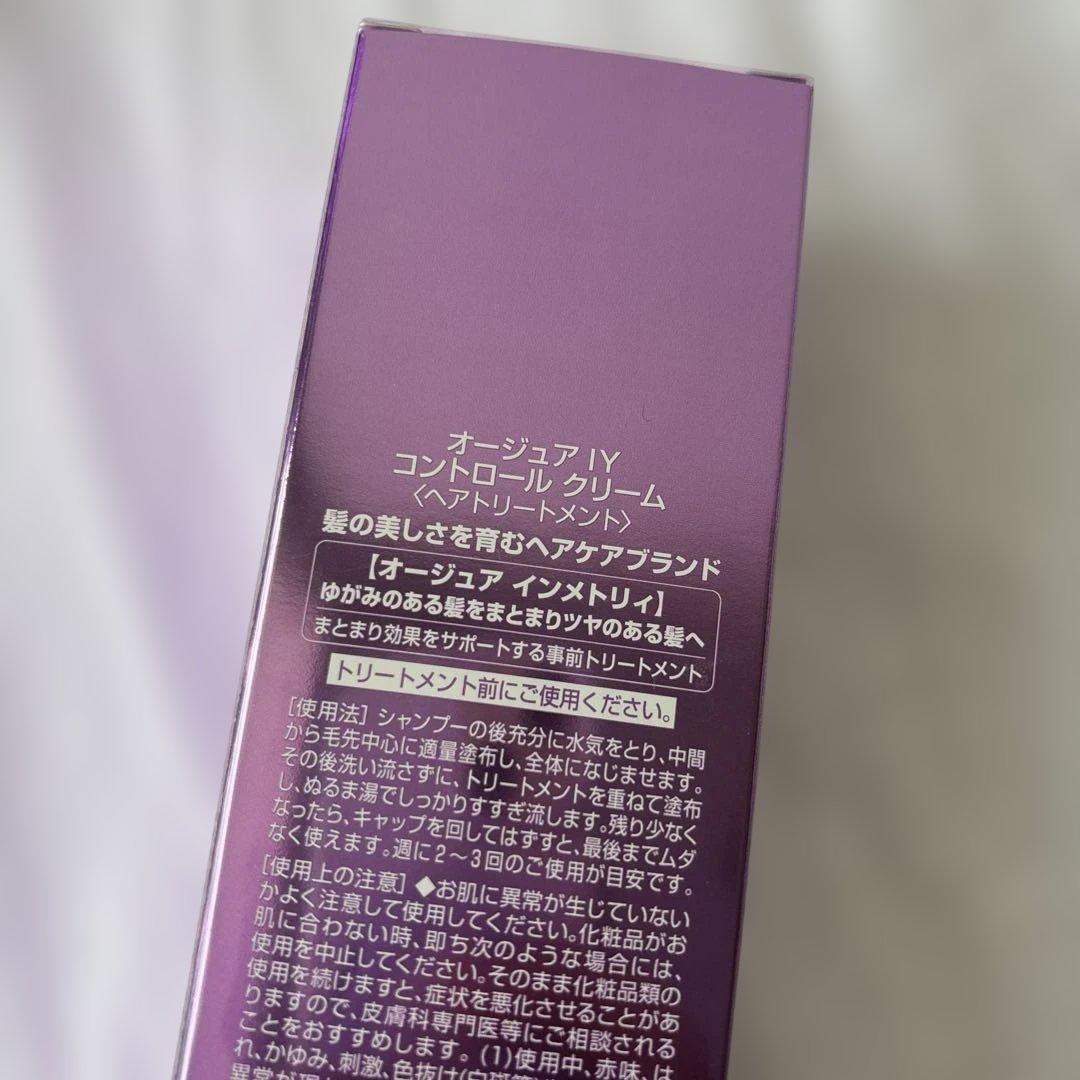 オージュア IY
コントロール クリーム
〈ヘアトリートメント〉
髪の美しさを育むヘアケアブランド
【オージュア インメトリィ】
ゆがみのある髪をまとまりツヤのある髪へ
まとまり効果をサポートする事前トリートメント
トリートメント前にご使用ください。
［使用法］シャンプーの後充分に水気をとり、中間
から毛先中心に適量塗布し、全体になじませます。
その後洗い流さずに、トリートメントを重ねて塗布
し、ぬるま湯でしっかりすすぎ流します。残り少なく
なったら、キャップを回してはずすと、最後までムダ
なく使えます。週に2～3回のご使用が目安です。
［使用上の注意］◆お肌に異常が生じていない
かよく注意して使用してください。化粧品がお
肌に合わない時、即ち次のような場合には、
使用を中止してください。そのまま化粧品類の
使用を続けますと、症状を悪化させることがあ
りますので、皮膚科専門医等にご相談される
ことをおすすめします。(1)使用中、赤味、は
れ、かゆみ、刺激、色抜け(白斑等)
異常が現